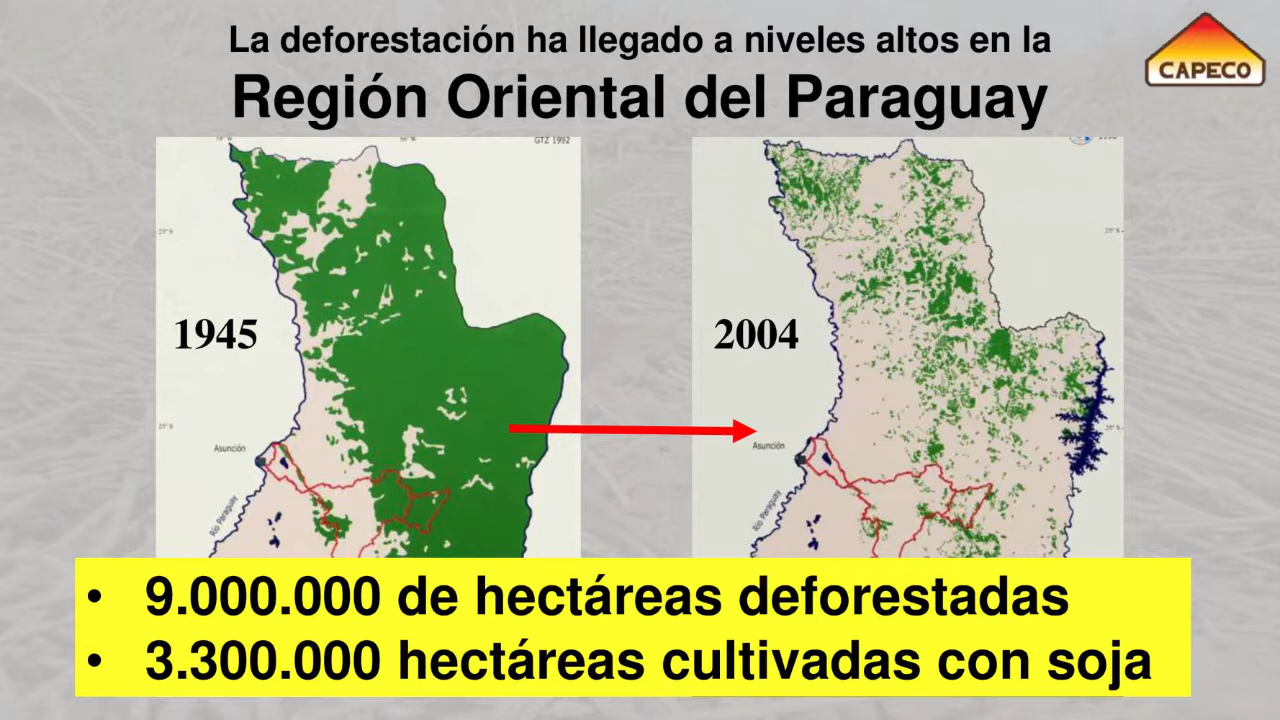 La deforestación ha llegado a niveles altos en la
Región Oriental del Paraguay
CAPECO
GTZ 1992
1945
2004
Asunción
Río Paraguay
Asunción
Río Paraguay
• 9.000.000 de hectáreas deforestadas
• 3.300.000 hectáreas cultivadas con soja